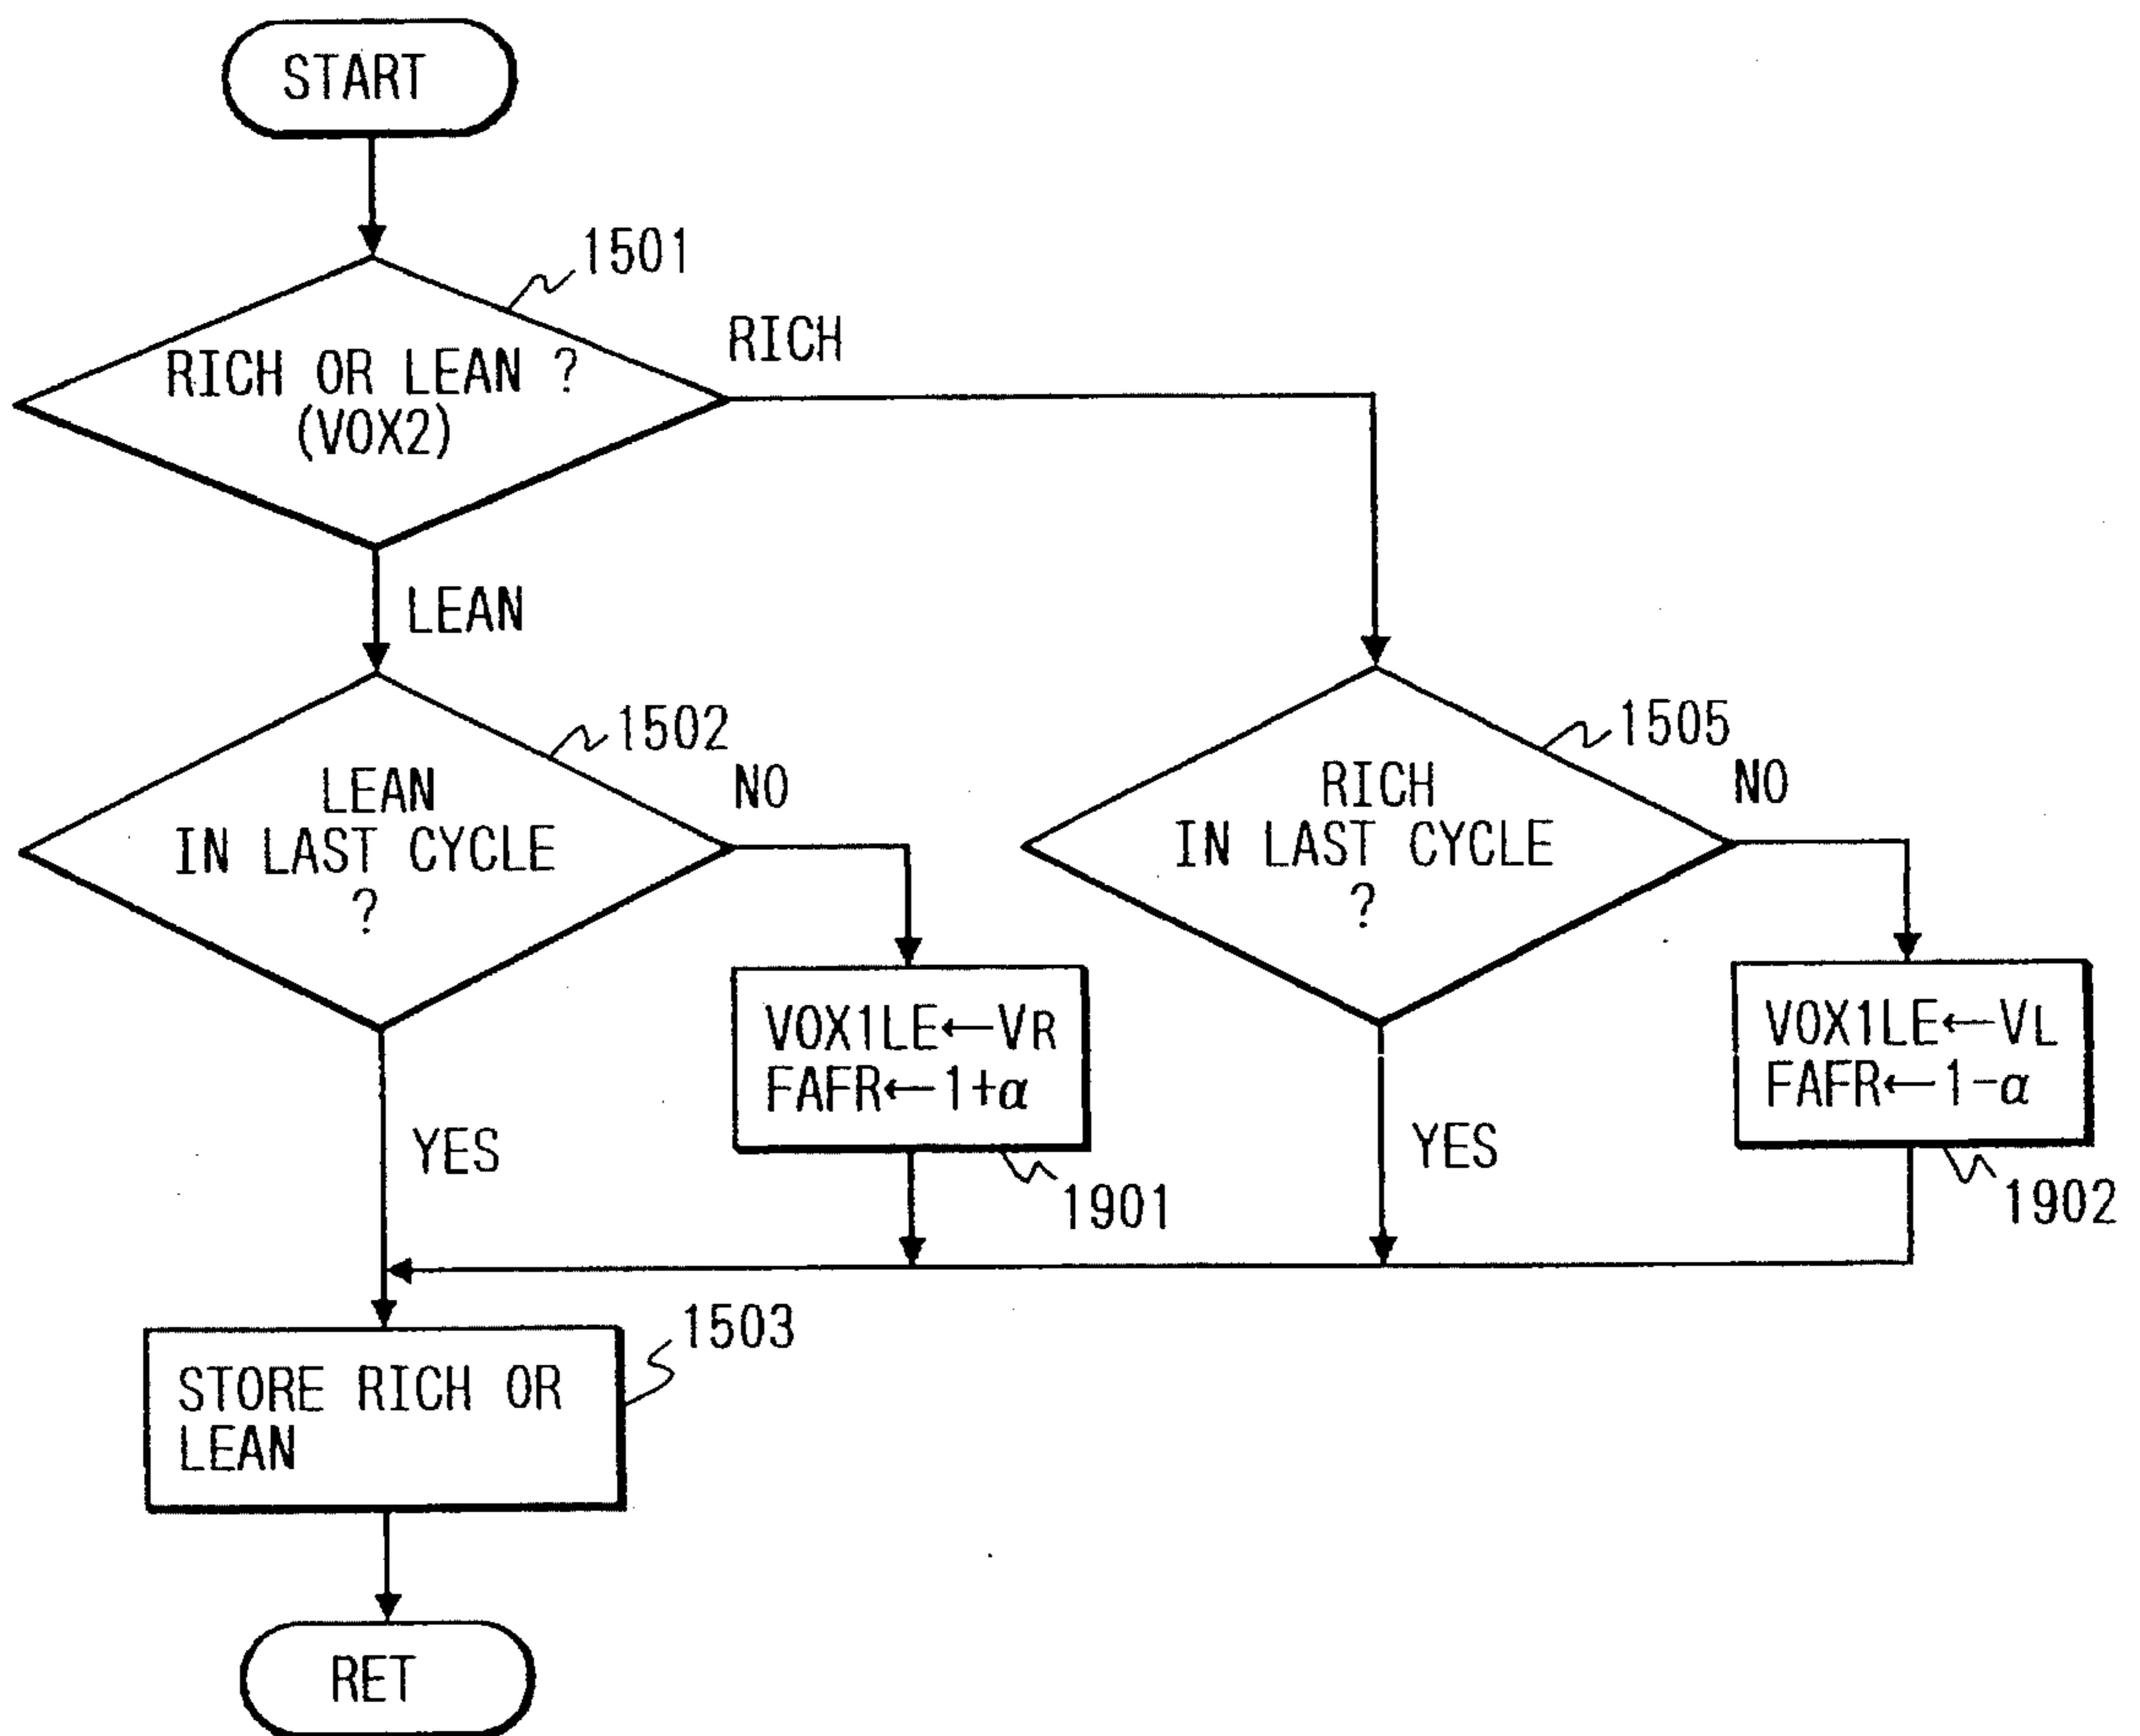 START
1501
RICH OR LEAN ?
(VOX2)
RICH
LEAN
1502
LEAN
IN LAST CYCLE
?
NO
1505
RICH
IN LAST CYCLE
?
NO
VOX1LE←VR
FAFR←1+α
1901
VOX1LE←VL
FAFR←1-α
1902
YES
YES
1503
STORE RICH OR
LEAN
RET